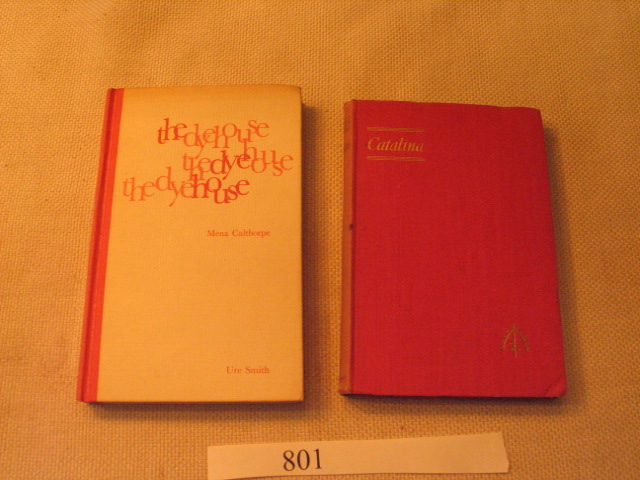 thedyehouse
thedyehouse
thedyehouse
Mena Calthorpe
Ure Smith
Catalina
801